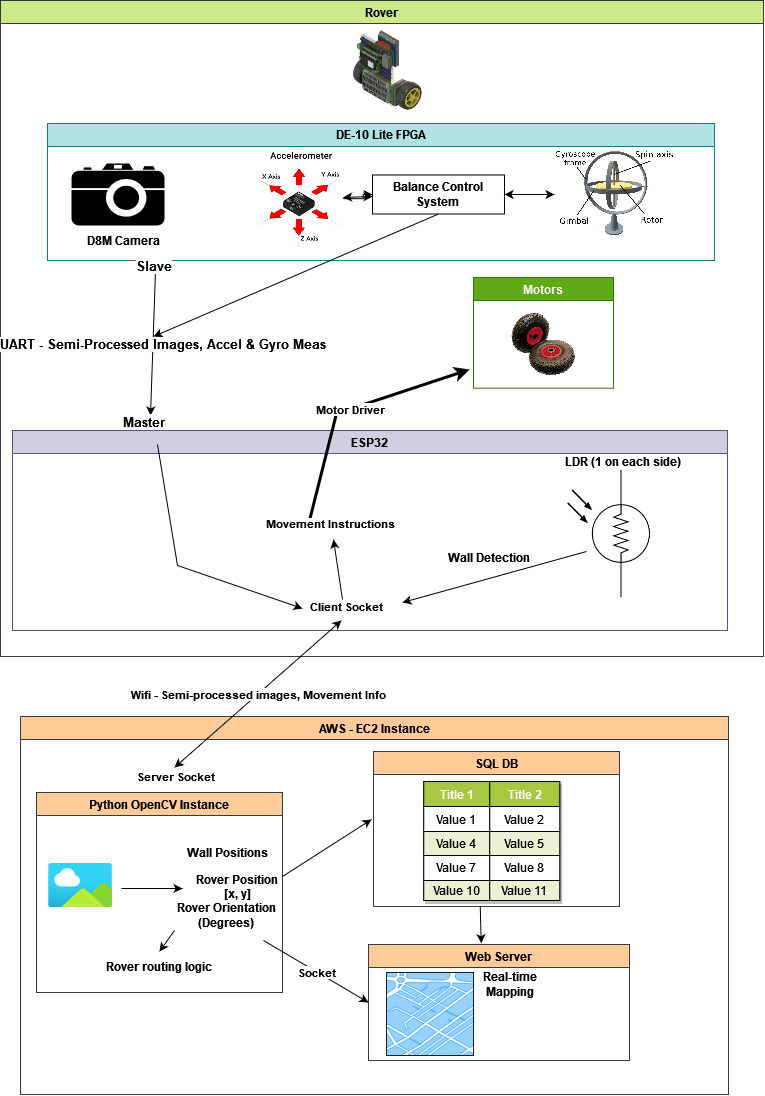 Rover
DE-10 Lite FPGA
Accelerometer
X Axis
Y Axis
Z Axis
Balance Control
System
Gyroscope
frame
Spin axis
Gimbal
Rotor
D8M Camera
Slave
Motors
UART - Semi-Processed Images, Accel & Gyro Meas
Motor Driver
Master
ESP32
LDR (1 on each side)
Movement Instructions
Wall Detection
Client Socket
Wifi - Semi-processed images, Movement Info
AWS - EC2 Instance
Server Socket
Python OpenCV Instance
Wall Positions
Rover Position
[x, y]
Rover Orientation
(Degrees)
Rover routing logic
SQL DB
Title 1 Title 2
Value 1 Value 2
Value 4 Value 5
Value 7 Value 8
Value 10 Value 11
Socket
Web Server
Real-time
Mapping